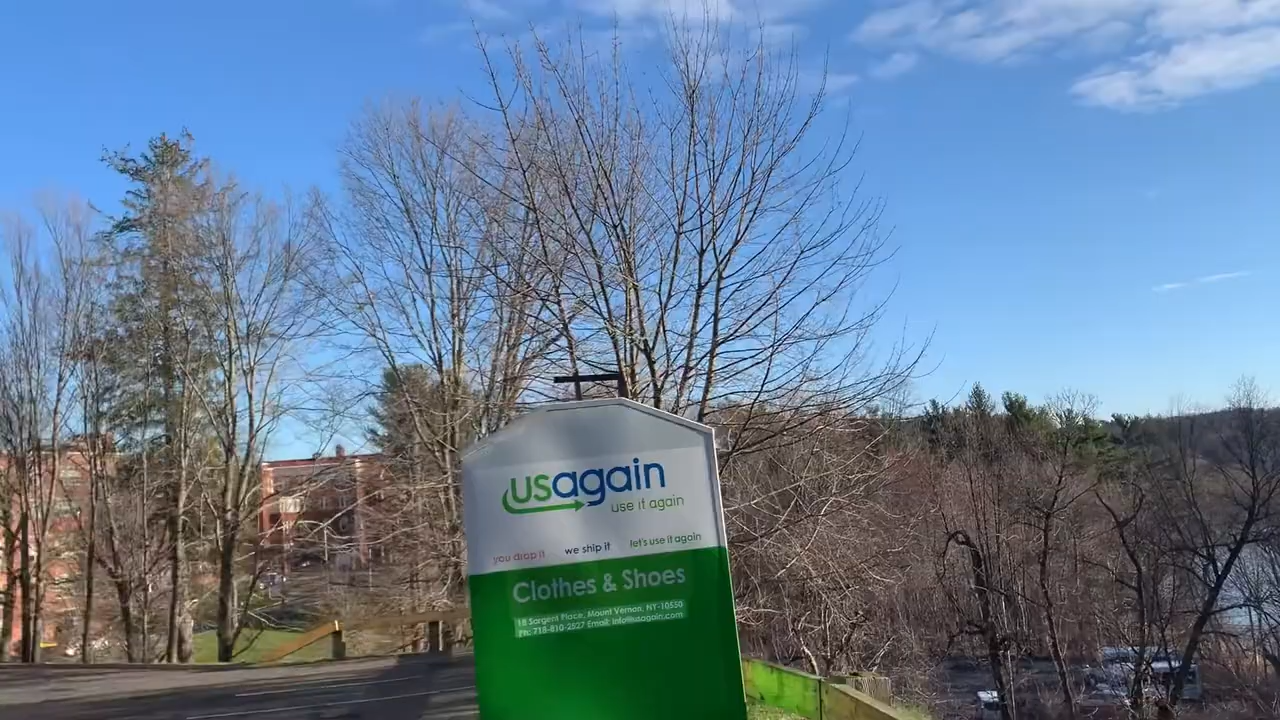 usagain
use it again
you drop it we ship it let's use it again
Clothes & Shoes
18 Sargent Place, Mount Vernon, NY-10550
Ph: 718-810-2527 Email: info@usagain.com